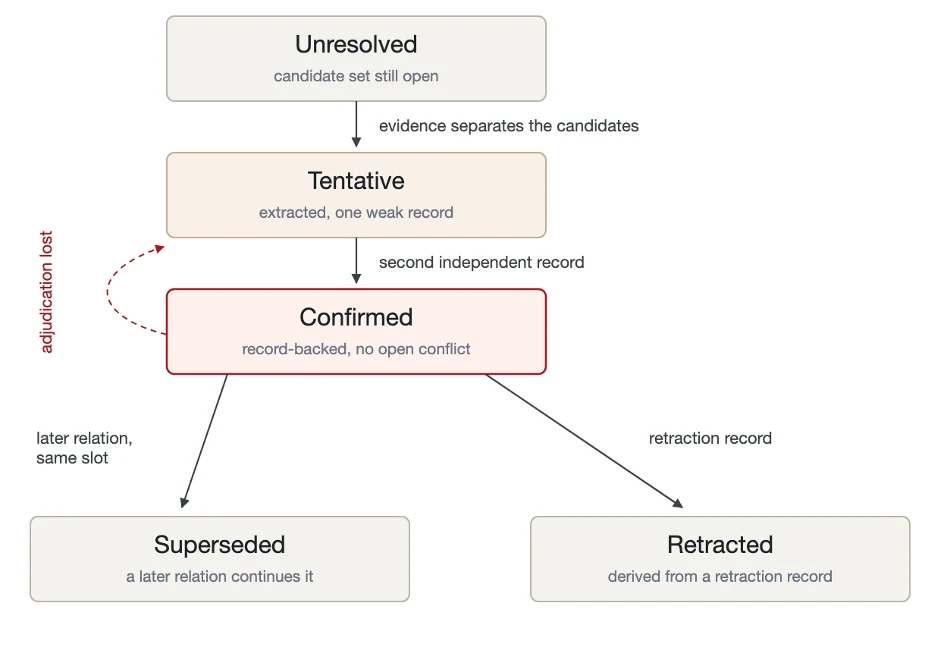 Unresolved
candidate set still open
evidence separates the candidates
Tentative
extracted, one weak record
adjudication lost
second independent record
Confirmed
record-backed, no open conflict
later relation,
same slot
retraction record
Superseded
a later relation continues it
Retracted
derived from a retraction record